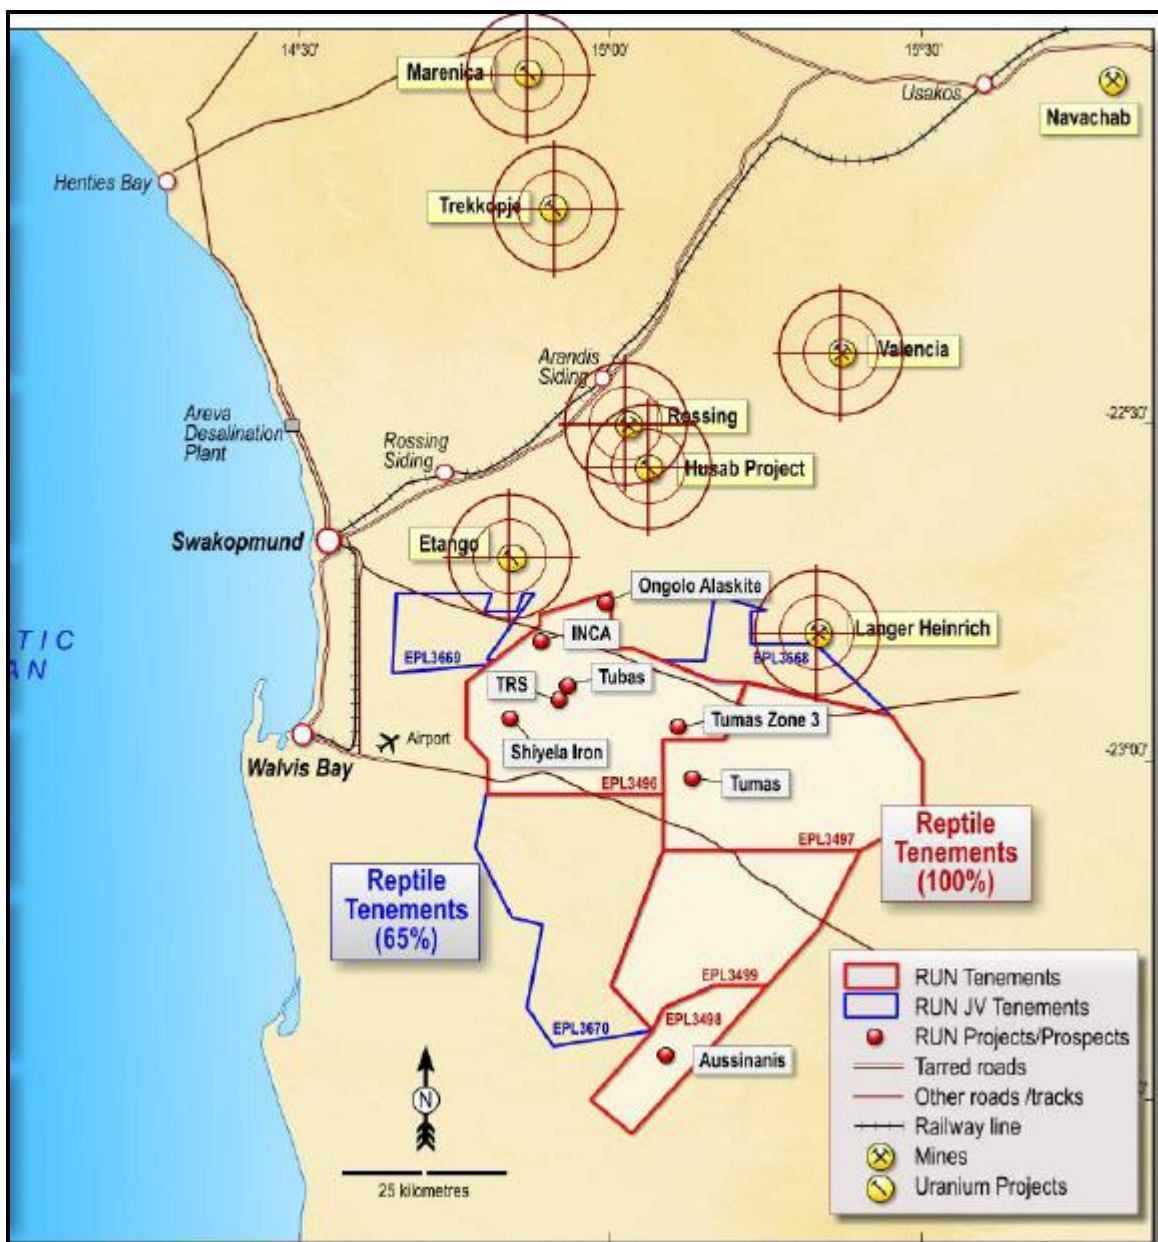 14°30'
15°00'
15°30'
Marenica
Usakos
Navachab
Henties Bay
Trekkopje
Arandis
Siding
Valencia
Areva
Desalination
Plant
Rossing
-22°30'
Rossing
Siding
Husab Project
Swakopmund
Etango
Ongolo Alaskite
INCA
Langer Heinrich
TIC
AN
EPL3669
EPL3668
TRS
Tubas
Tumas Zone 3
Airport
Shiyela Iron
Walvis Bay
-23°00'
EPL3496
Tumas
EPL3497
Reptile
Tenements
(100%)
Reptile
Tenements
(65%)
EPL3499
EPL3498
EPL3670
Aussinanis
N
25 kilometres
RUN Tenements
RUN JV Tenements
RUN Projects/Prospects
Tarred roads
Other roads /tracks
Railway line
Mines
Uranium Projects